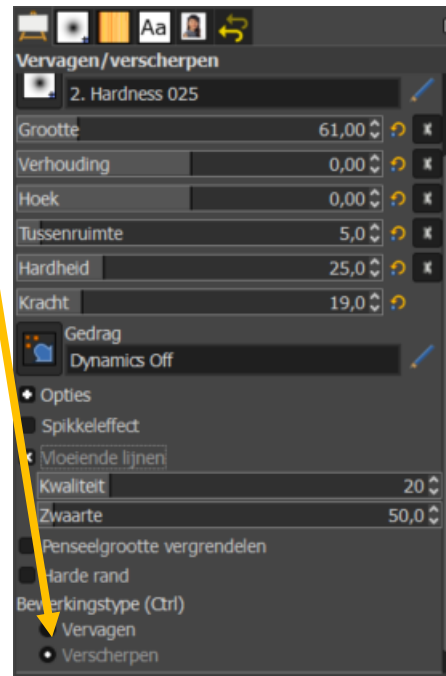 Aa
Vervagen/verscherpen
2. Hardness 025
Grootte 61,00
Verhouding 0,00
Hoek 0,00
Tussenruimte 5,0
Hardheid 25,0
Kracht 19,0
Gedrag
Dynamics Off
Opties
Spikkeleffect
Vloeiende lijnen
Kwaliteit 20
Zwaarte 50,0
Penseelgrootte vergrendelen
Harde rand
Bewerkingstype (Ctrl)
Vervagen
Verscherpen